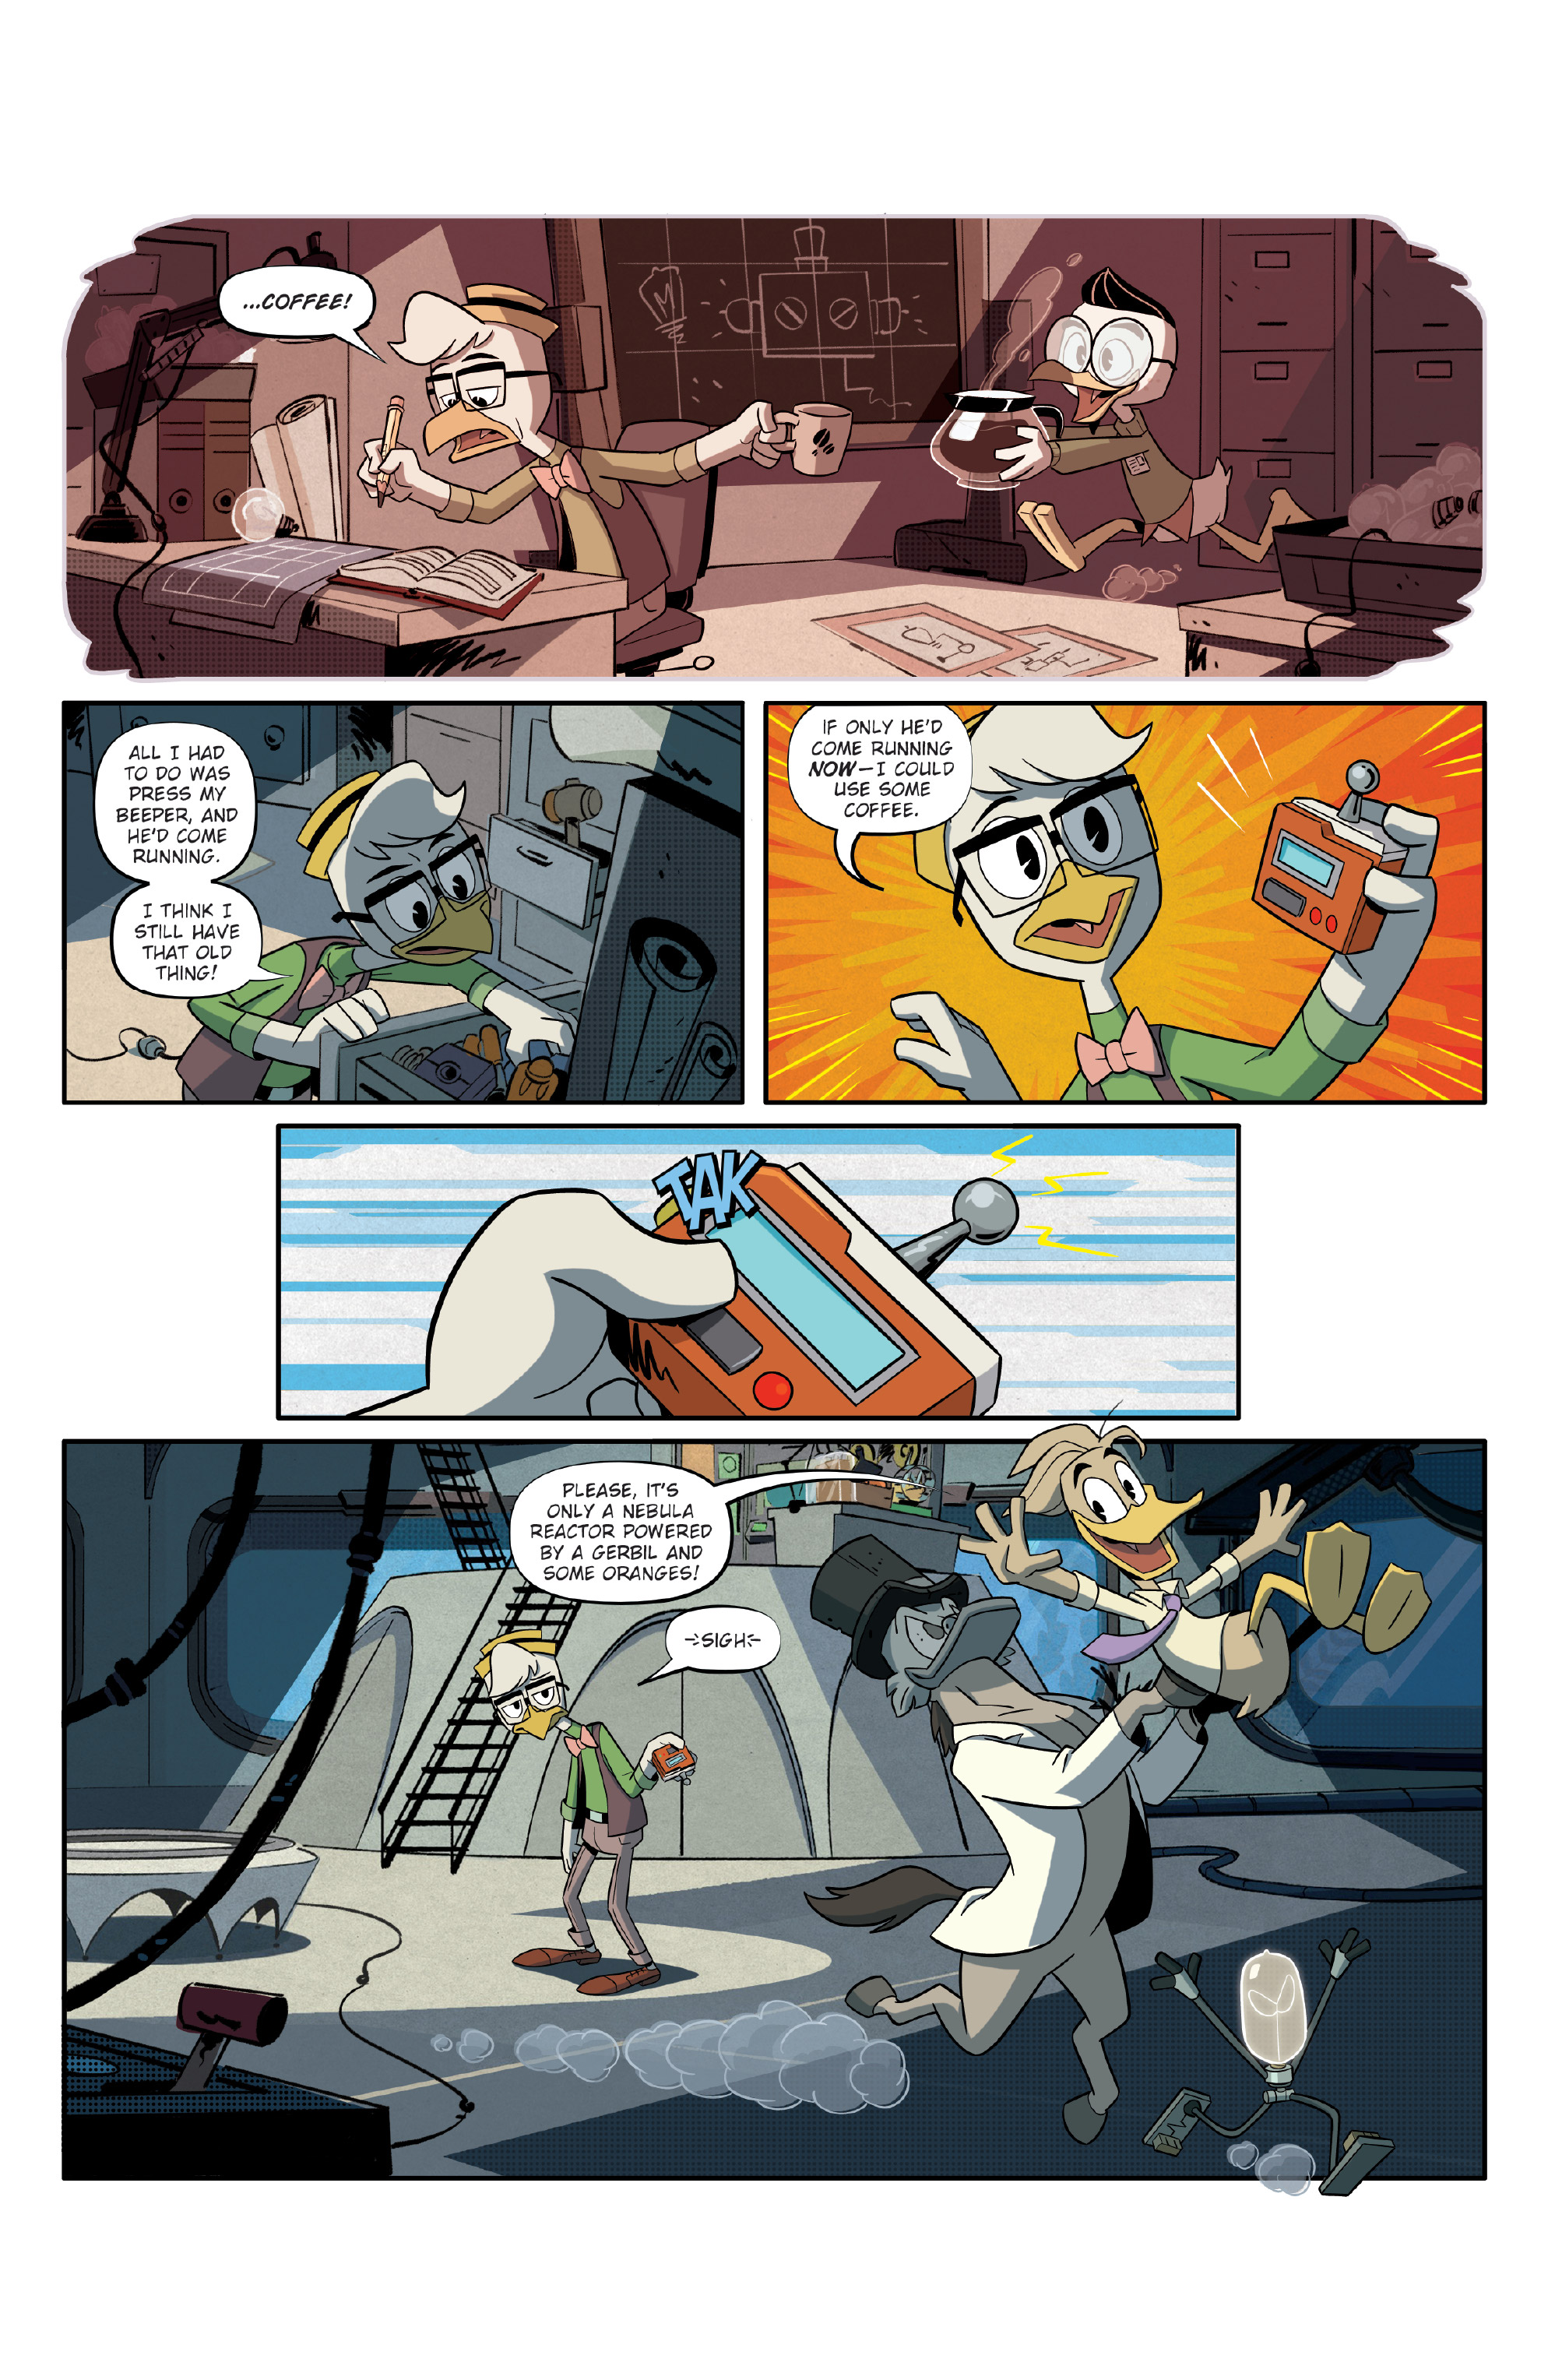 ...COFFEE!
ALL I HAD
TO DO WAS
PRESS MY
BEEPER, AND
HE'D COME
RUNNING.
I THINK I
STILL HAVE
THAT OLD
THING!
IF ONLY HE'D
COME RUNNING
NOW—I COULD
USE SOME
COFFEE.
TAK
PLEASE, IT'S
ONLY A NEBULA
REACTOR POWERED
BY A GERBIL AND
SOME ORANGES!
SIGH